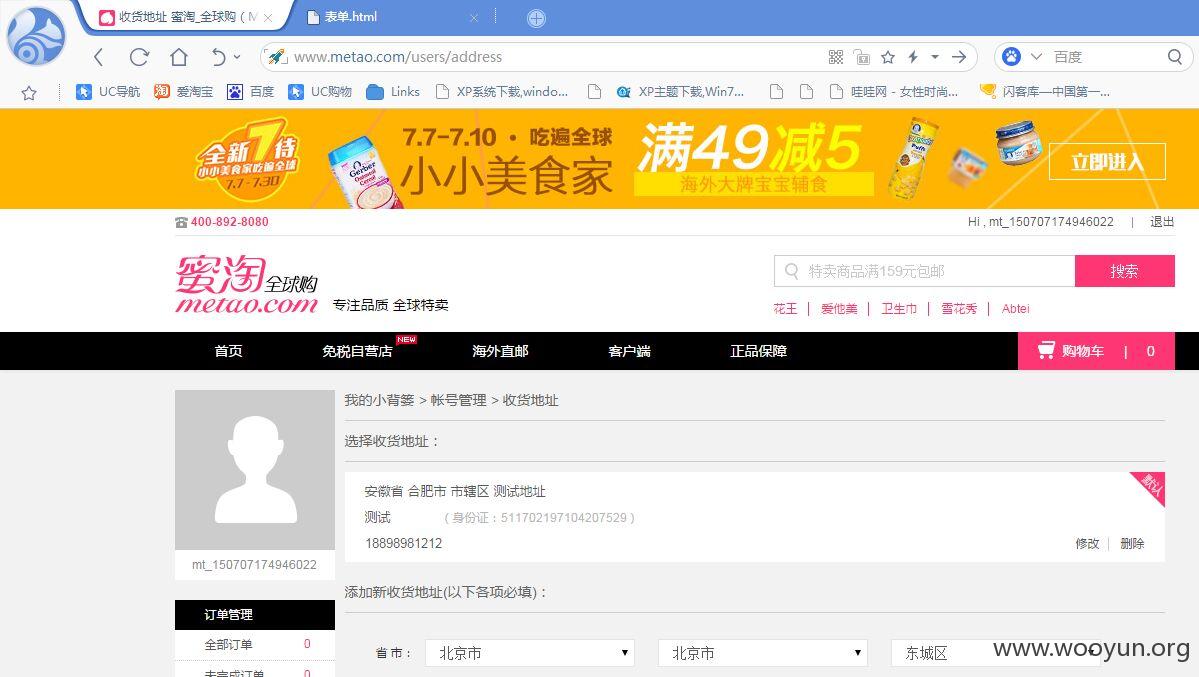 收货地址 蜜淘_全球购（M
表单.html
www.metao.com/users/address
百度
UC导航 爱淘宝 百度 UC购物 Links XP系统下载,windo... XP主题下载,Win7... 哇哇网 - 女性时尚... 闪客库—中国第一...
全新7待
小小美食家吃遍全球
7.7-7.30
Gerber
7.7-7.10 · 吃遍全球
小小美食家
满49减5
海外大牌宝宝辅食
立即进入
400-892-8080
Hi , mt_150707174946022 | 退出
蜜淘全球购
metao.com 专注品质 全球特卖
特卖商品满159元包邮 搜索
花王 | 爱他美 | 卫生巾 | 雪花秀 | Abtei
首页 免税自营店 NEW 海外直邮 客户端 正品保障 购物车 | 0
我的小背篓 > 帐号管理 > 收货地址
选择收货地址：
安徽省 合肥市 市辖区 测试地址
默认
测试 （ 身份证：511702197104207529 ）
18898981212
修改 | 删除
mt_150707174946022
添加新收货地址(以下各项必填)：
订单管理
全部订单 0
未完成订单 0
省 市： 北京市 北京市 东城区
www.wooyun.org